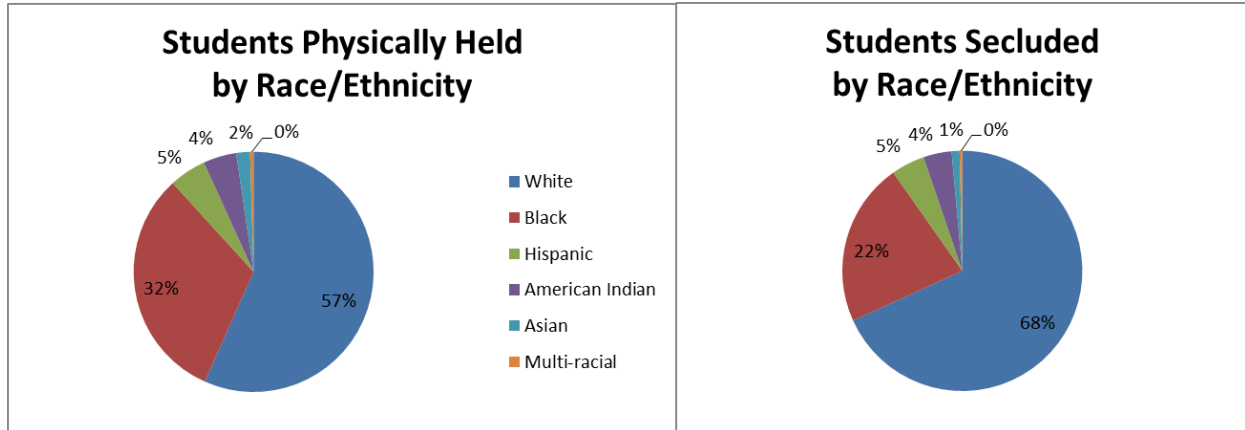 Students Physically Held
by Race/Ethnicity
4%
2%
0%
5%
32%
57%
White
Black
Hispanic
American Indian
Asian
Multi-racial
Students Secluded
by Race/Ethnicity
4%
1%
0%
5%
22%
68%